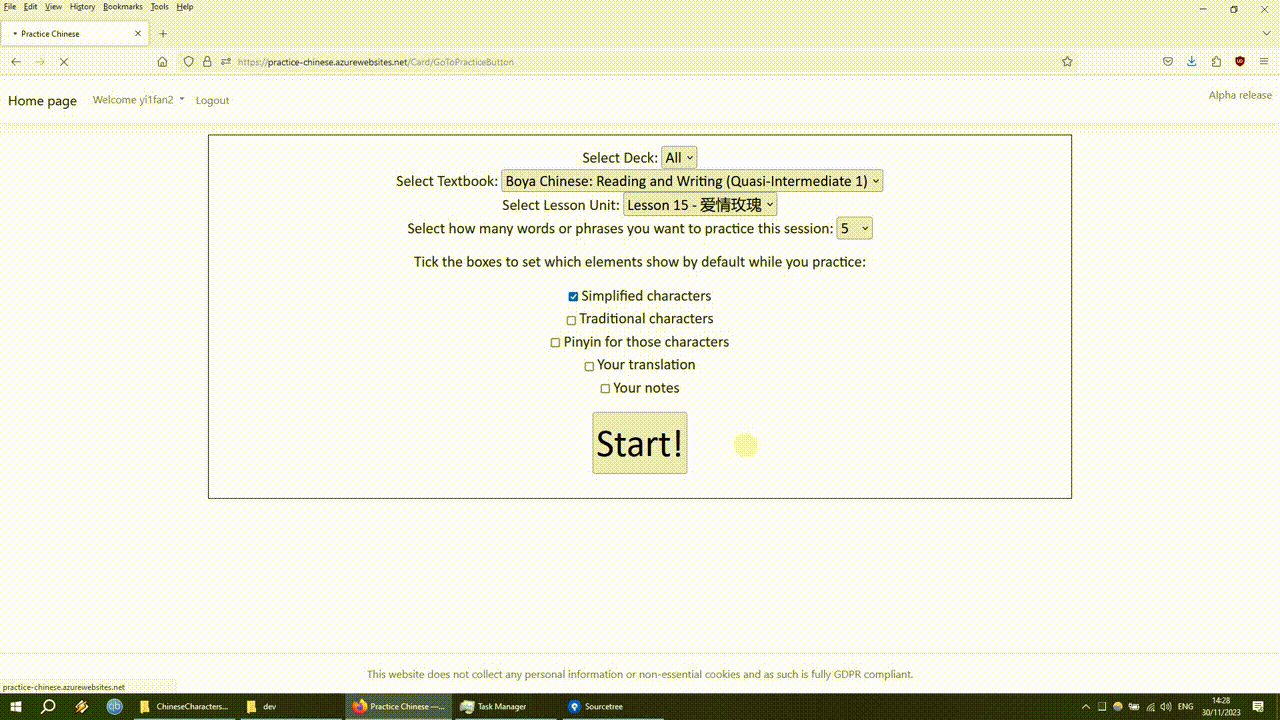 File Edit View History Bookmarks Tools Help
Practice Chinese
https://practice-chinese.azurewebsites.net/Card/GoToPracticeButton
Home page Welcome yi1fan2 Logout Alpha release
Select Deck: All
Select Textbook: Boya Chinese: Reading and Writing (Quasi-Intermediate 1)
Select Lesson Unit: Lesson 15 - 爱情玫瑰
Select how many words or phrases you want to practice this session: 5
Tick the boxes to set which elements show by default while you practice:
Simplified characters
Traditional characters
Pinyin for those characters
Your translation
Your notes
Start!
This website does not collect any personal information or non-essential cookies and as such is fully GDPR compliant.
practice-chinese.azurewebsites.net
qb ChineseCharacters... dev Practice Chinese —... Task Manager Sourcetree ENG 14:28
30/11/2023